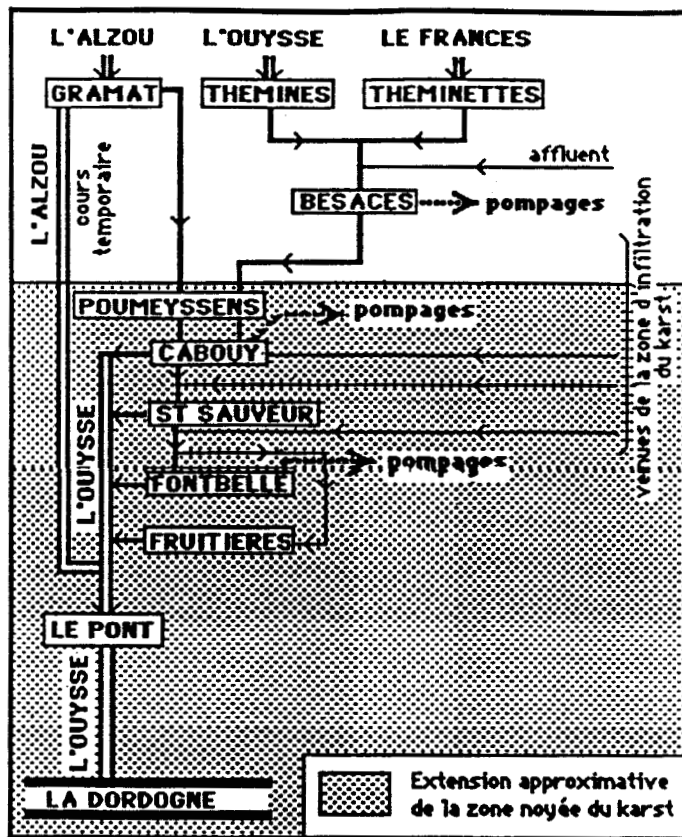 L'ALZOU
L'OUYSSE
LE FRANCES
GRAMAT
THEMINES
THEMINETTES
L'ALZOU
cours
temporaire
affluent
BESACES
pompages
venues de la zone d'infiltration
du karst
POUMEYSSENS
pompages
CABOUY
L'OUYSSE
ST SAUVEUR
pompages
FONTBELLE
FRUITIERES
LE PONT
L'OUYSSE
LA DORDOGNE
Extension approximative
de la zone noyée du karst